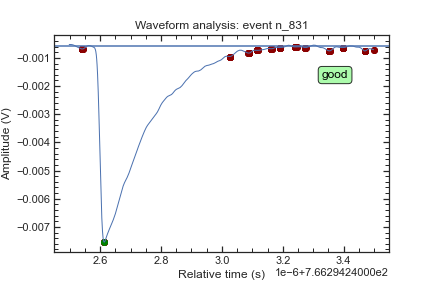 Waveform analysis: event n_831
−0.001
−0.002
−0.003
−0.004
−0.005
−0.006
−0.007
Amplitude (V)
good
2.6 2.8 3.0 3.2 3.4
Relative time (s) 1e−6+7.6629424000e2